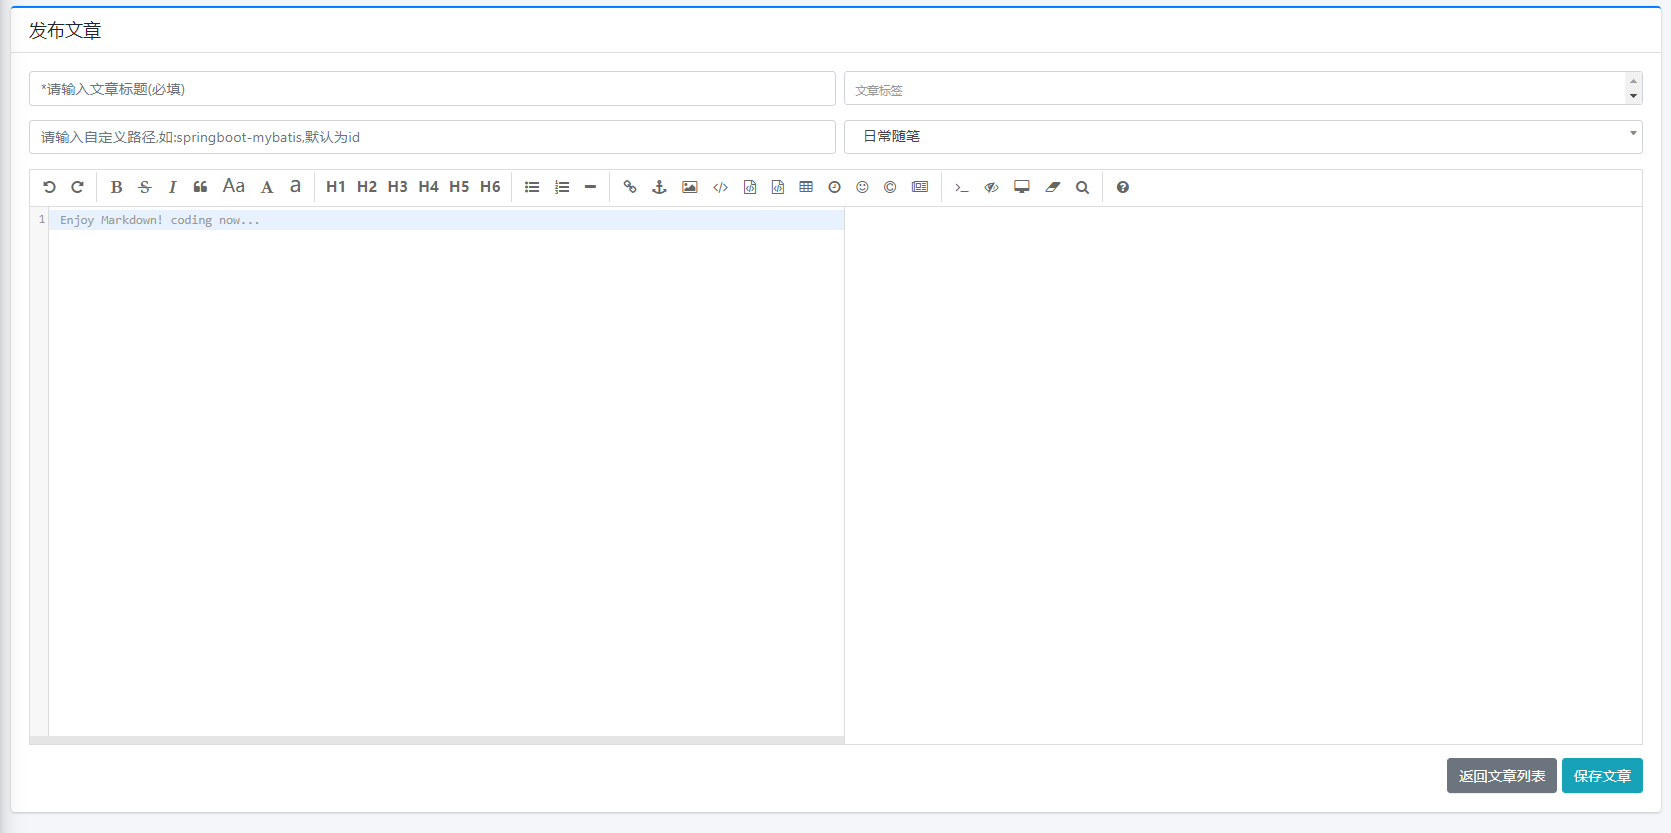 发布文章
*请输入文章标题(必填)
文章标签
请输入自定义路径,如:springboot-mybatis,默认为id
日常随笔
B S I Aa A a H1 H2 H3 H4 H5 H6
1 Enjoy Markdown! coding now...
返回文章列表 保存文章